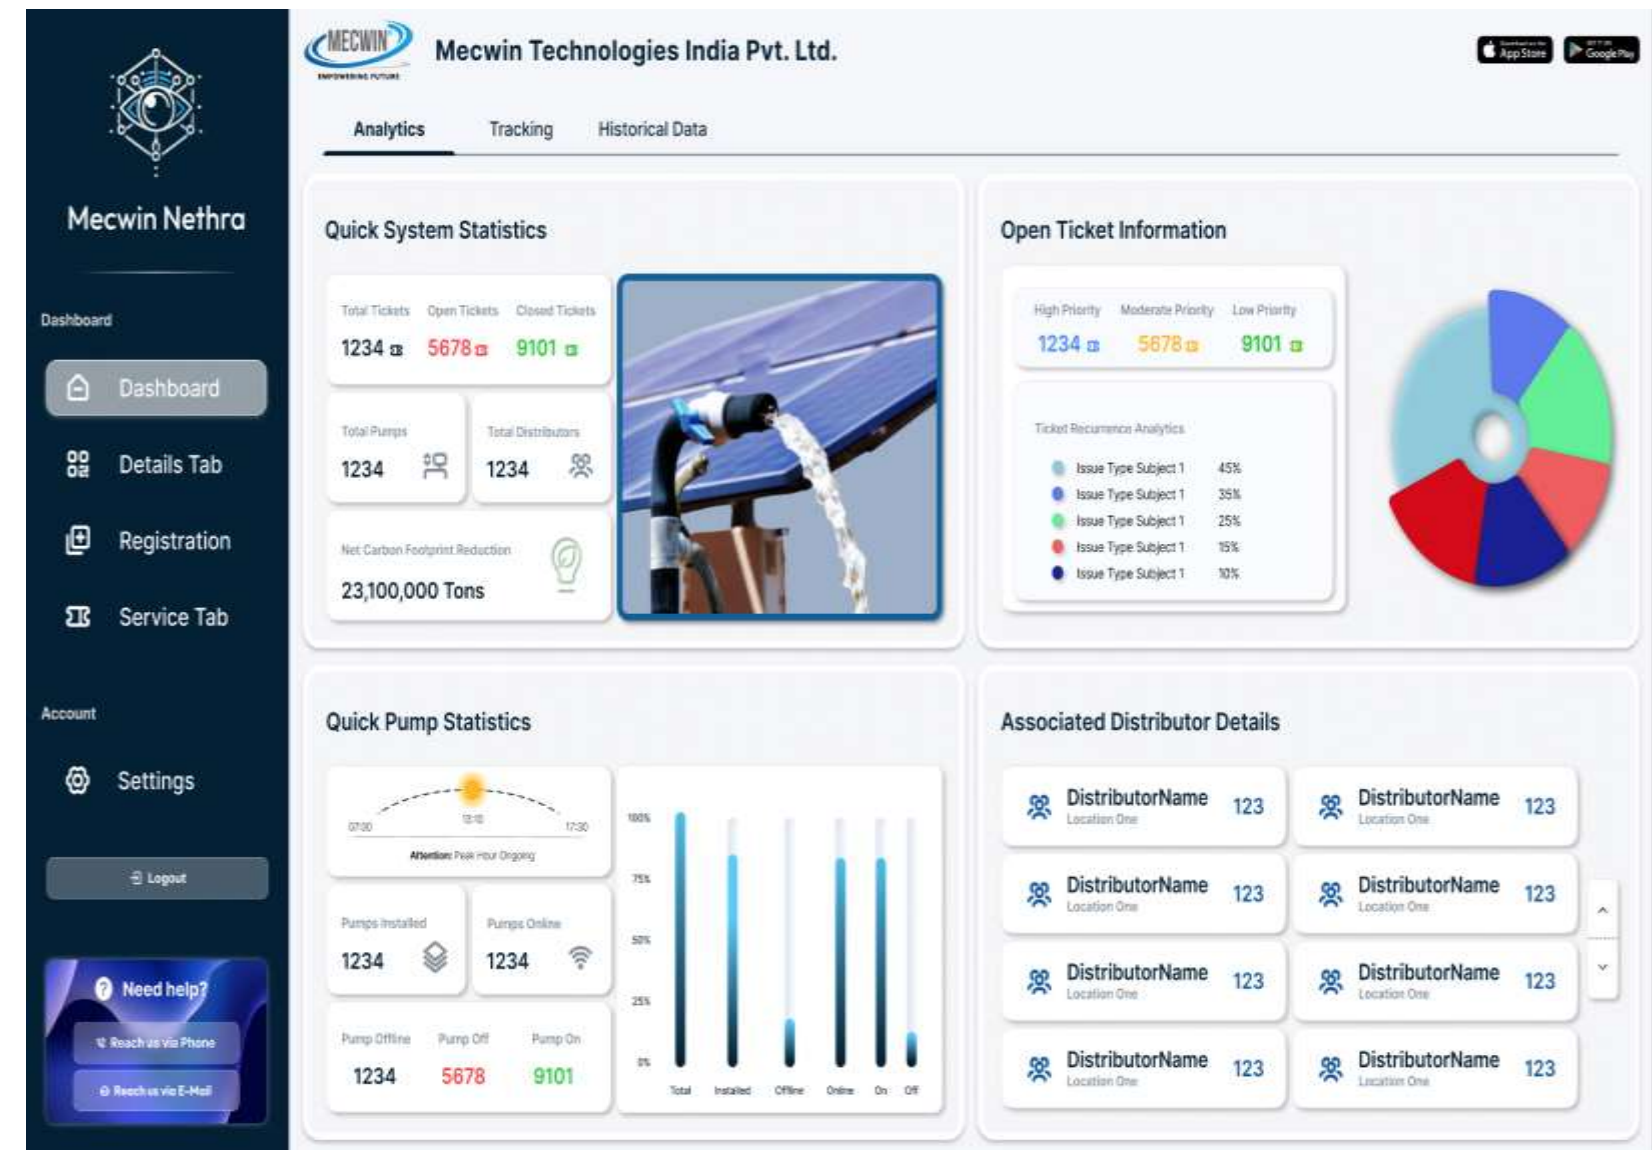 Mecwin Nethra
Dashboard
Dashboard
Details Tab
Registration
Service Tab
Account
Settings
Logout
Need help?
Reach us via Phone
Reach us via E-Mail
MECWIN
EMPOWERING FUTURE
Mecwin Technologies India Pvt. Ltd.
App Store
Google Play
Analytics Tracking Historical Data
Quick System Statistics
Total Tickets Open Tickets Closed Tickets
1234 5678 9101
Total Pumps
1234
Total Distributors
1234
Net Carbon Footprint Reduction
23,100,000 Tons
Open Ticket Information
High Priority Moderate Priority Low Priority
1234 5678 9101
Ticket Recurrence Analytics
Issue Type Subject 1 45%
Issue Type Subject 1 35%
Issue Type Subject 1 25%
Issue Type Subject 1 15%
Issue Type Subject 1 10%
Quick Pump Statistics
07:00 17:30
Attention: Peak Hour Ongoing
Pumps Installed
1234
Pumps Online
1234
Pump Offline Pump Off Pump On
1234 5678 9101
100%
75%
50%
25%
0%
Total Installed Offline Online On Off
Associated Distributor Details
DistributorName 123
Location One
DistributorName 123
Location One
DistributorName 123
Location One
DistributorName 123
Location One
DistributorName 123
Location One
DistributorName 123
Location One
DistributorName 123
Location One
DistributorName 123
Location One